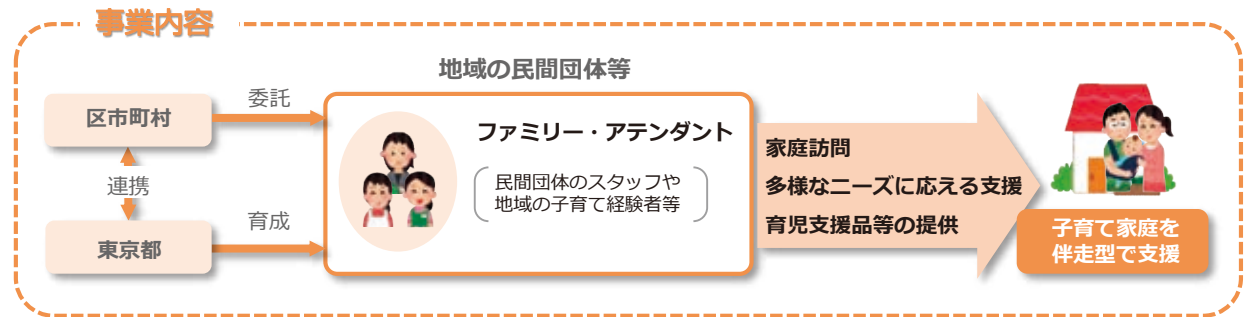 事業内容
地域の民間団体等
区市町村
委託
連携
東京都
育成
ファミリー・アテンダント
民間団体のスタッフや
地域の子育て経験者等
家庭訪問
多様なニーズに応える支援
育児支援品等の提供
子育て家庭を
伴走型で支援